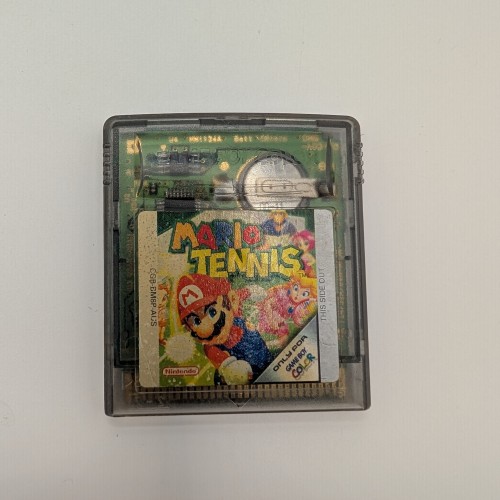 MARIO
TENNIS
CGB-BM8P-AUS
THIS SIDE OUT
Nintendo
ONLY FOR
GAME BOY
COLOR